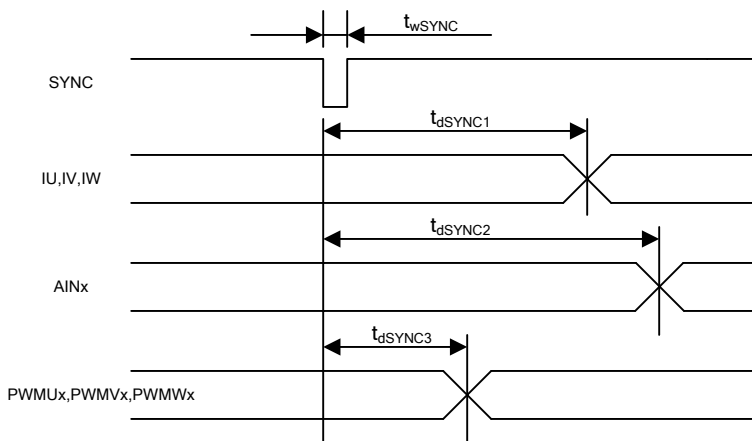 twSYNC
SYNC
tdSYNC1
IU,IV,IW
tdSYNC2
AINx
tdSYNC3
PWMUx,PWMVx,PWMWx